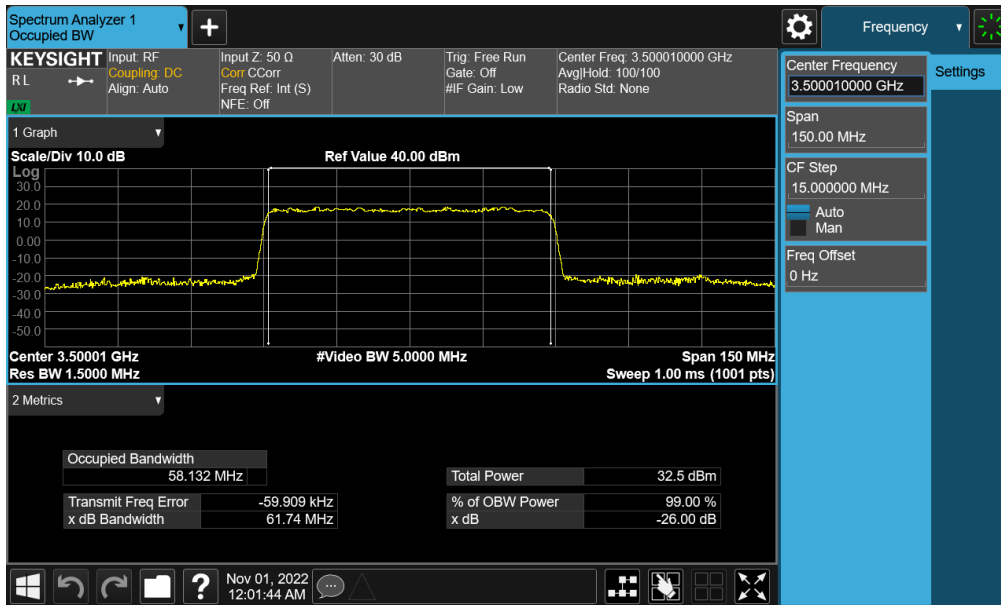 Spectrum Analyzer 1
Occupied BW
Frequency
KEYSIGHT
R L
LXI
Input: RF
Coupling: DC
Align: Auto
Input Z: 50 Ω
Corr CCorr
Freq Ref: Int (S)
NFE: Off
Atten: 30 dB
Trig: Free Run
Gate: Off
#IF Gain: Low
Center Freq: 3.500010000 GHz
Avg|Hold: 100/100
Radio Std: None
Center Frequency
3.500010000 GHz
Settings
Span
150.00 MHz
CF Step
15.000000 MHz
Auto
Man
Freq Offset
0 Hz
1 Graph
Scale/Div 10.0 dB
Ref Value 40.00 dBm
Log
30.0
20.0
10.0
0.00
-10.0
-20.0
-30.0
-40.0
-50.0
Center 3.50001 GHz
#Video BW 5.0000 MHz
Span 150 MHz
Res BW 1.5000 MHz
Sweep 1.00 ms (1001 pts)
2 Metrics
Occupied Bandwidth
58.132 MHz
Total Power 32.5 dBm
Transmit Freq Error -59.909 kHz
% of OBW Power 99.00 %
x dB Bandwidth 61.74 MHz
x dB -26.00 dB
?
Nov 01, 2022
12:01:44 AM